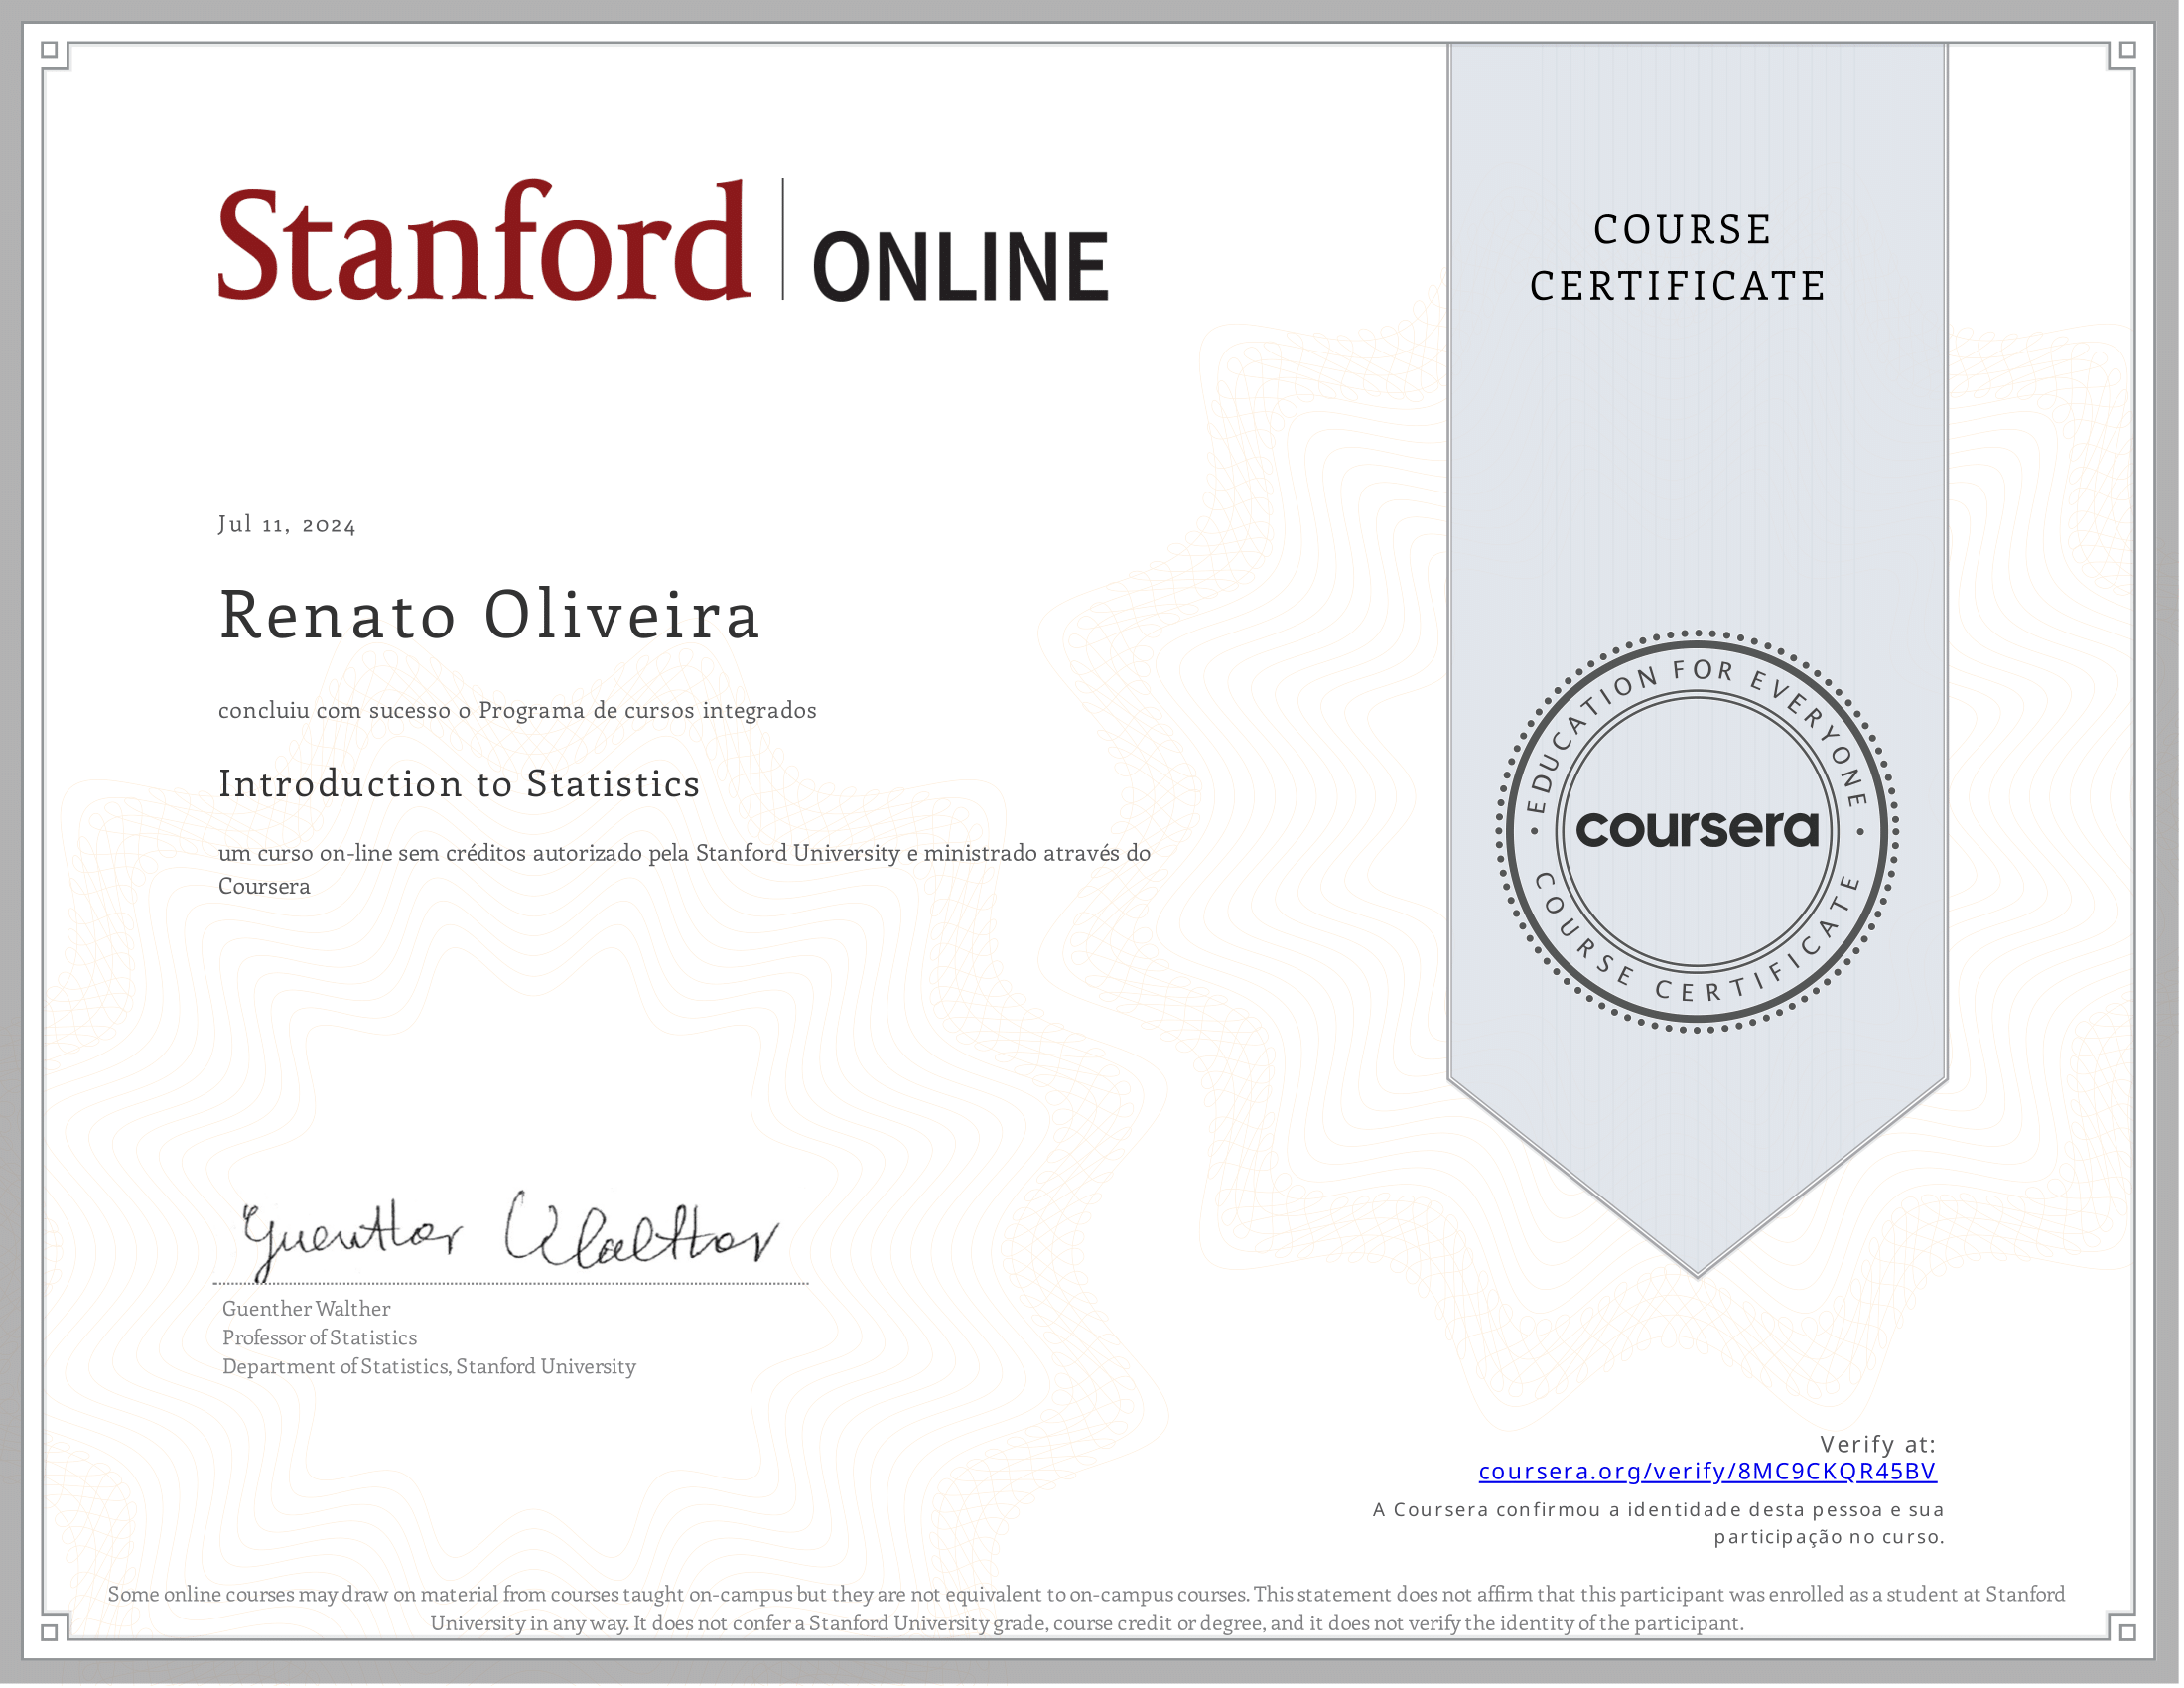 Stanford ONLINE
COURSE
CERTIFICATE
Jul 11, 2024
Renato Oliveira
concluiu com sucesso o Programa de cursos integrados
Introduction to Statistics
um curso on-line sem créditos autorizado pela Stanford University e ministrado através do
Coursera
EDUCATION FOR EVERYONE
coursera
COURSE CERTIFICATE
Guenther Walther
Guenther Walther
Professor of Statistics
Department of Statistics, Stanford University
Verify at:
coursera.org/verify/8MC9CKQR45BV
A Coursera confirmou a identidade desta pessoa e sua
participação no curso.
Some online courses may draw on material from courses taught on-campus but they are not equivalent to on-campus courses. This statement does not affirm that this participant was enrolled as a student at Stanford
University in any way. It does not confer a Stanford University grade, course credit or degree, and it does not verify the identity of the participant.